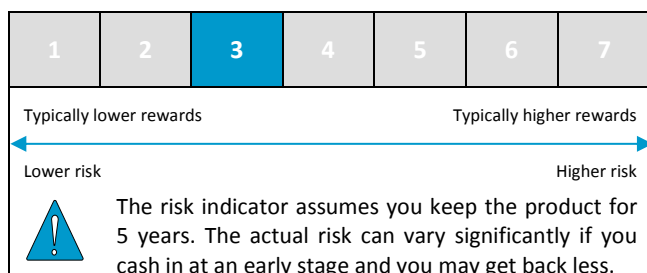 1 2 3 4 5 6 7
Typically lower rewards Typically higher rewards
Lower risk Higher risk
The risk indicator assumes you keep the product for
5 years. The actual risk can vary significantly if you
cash in at an early stage and you may get back less.